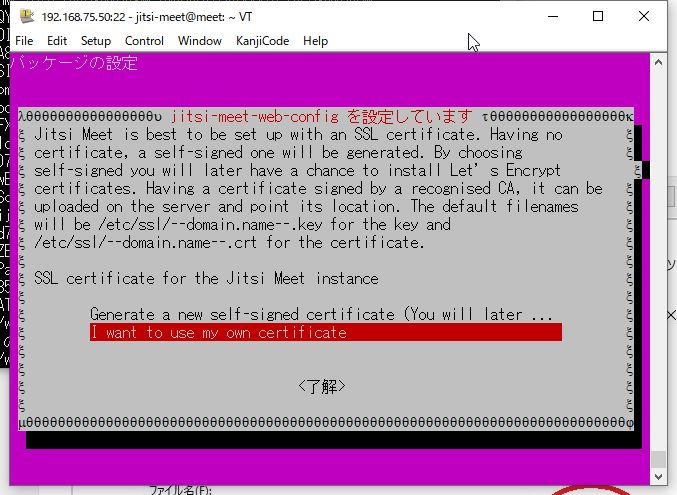 192.168.75.50:22 - jitsi-meet@meet: ~ VT
File Edit Setup Control Window KanjiCode Help
パッケージの設定
λθθθθθθθθθθθθθθθθθυ jitsi-meet-web-config を設定しています τθθθθθθθθθθθθθθθθθκ
ξ Jitsi Meet is best to be set up with an SSL certificate. Having no ξ
ξ certificate, a self-signed one will be generated. By choosing ξ
ξ self-signed you will later have a chance to install Let's Encrypt ξ
ξ certificates. Having a certificate signed by a recognised CA, it can be ξ
ξ uploaded on the server and point its location. The default filenames ξ
ξ will be /etc/ssl/--domain.name--.key for the key and ξ
ξ /etc/ssl/--domain.name--.crt for the certificate. ξ
ξ ξ
ξ SSL certificate for the Jitsi Meet instance ξ
ξ ξ
ξ Generate a new self-signed certificate (You will later ... ξ
ξ I want to use my own certificate ξ
ξ ξ
ξ ξ
ξ <了解> ξ
ξ ξ
μθθθθθθθθθθθθθθθθθθθθθθθθθθθθθθθθθθθθθθθθθθθθθθθθθθθθθθθθθθθθθθθθθθθθθθθθθφ
ファイル名(F):